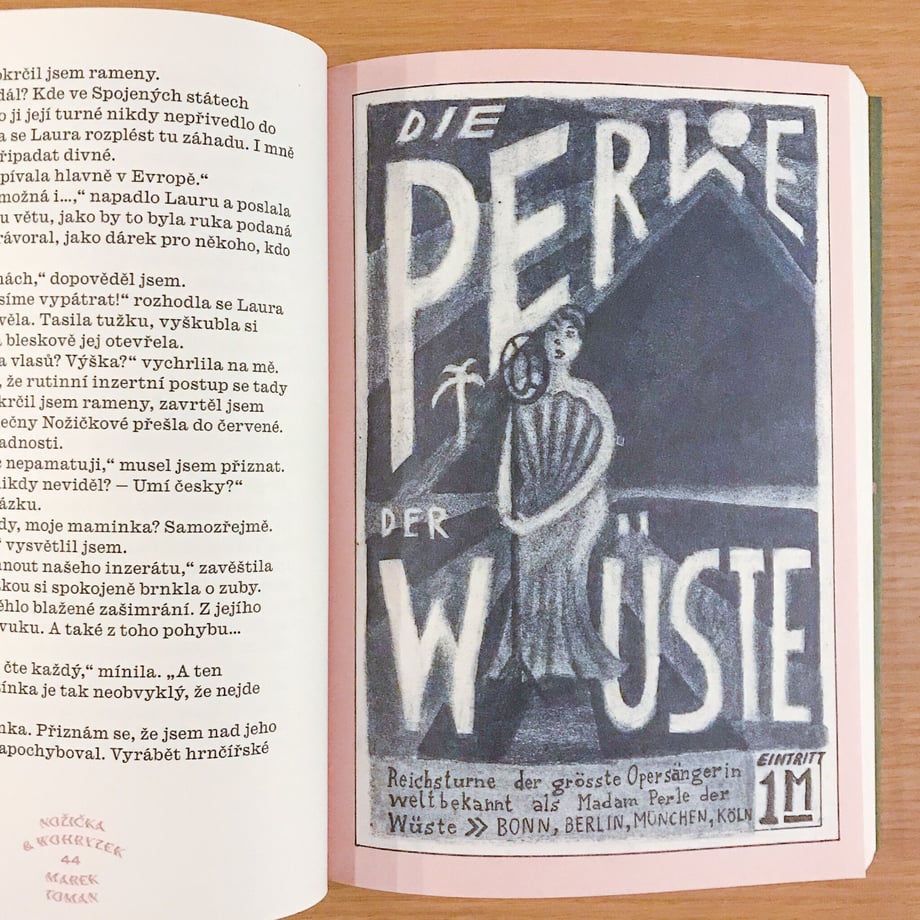 okrčil jsem rameny.
dál? Kde ve Spojených státech
o ji její turné nikdy nepřivedlo do
a se Laura rozplést tu záhadu. I mně
řipadat divné.
pívala hlavně v Evropě.“
možná i…,“ napadlo Lauru a poslala
u větu, jako by to byla ruka podaná
rávoral, jako dárek pro někoho, kdo
nách,“ dopověděl jsem.
síme vypátrat!“ rozhodla se Laura
věla. Tasila tužku, vyškubla si
bleskově jej otevřela.
a vlasů? Výška?“ vychrlila na mě.
, že rutinní inzertní postup se tady
krčil jsem rameny, zavrtěl jsem
ečny Nožičkové přešla do červené.
adnosti.
nepamatuji,“ musel jsem přiznat.
ikdy neviděl? – Umí česky?“
ázku.
dy, moje maminka? Samozřejmě.
“ vysvětlil jsem.
nout našeho inzerátu,“ zavěštila
kou si spokojeně brnkla o zuby.
ěhlo blažené zašimrání. Z jejího
vuku. A také z toho pohybu…
čte každý,“ mínila. „A ten
ínka je tak neobvyklý, že nejde
nka. Přiznám se, že jsem nad jeho
apochyboval. Vyrábět hrnčířské
NOŽIČKA
& WOHRYZEK
44
MAREK
TOMAN
DIE
PERLE
DER
WÜSTE
Reichsturne der grösste Opersängerin
weltbekannt als Madam Perle der
Wüste >> BONN, BERLIN, MÜNCHEN, KÖLN
EINTRITT
1M